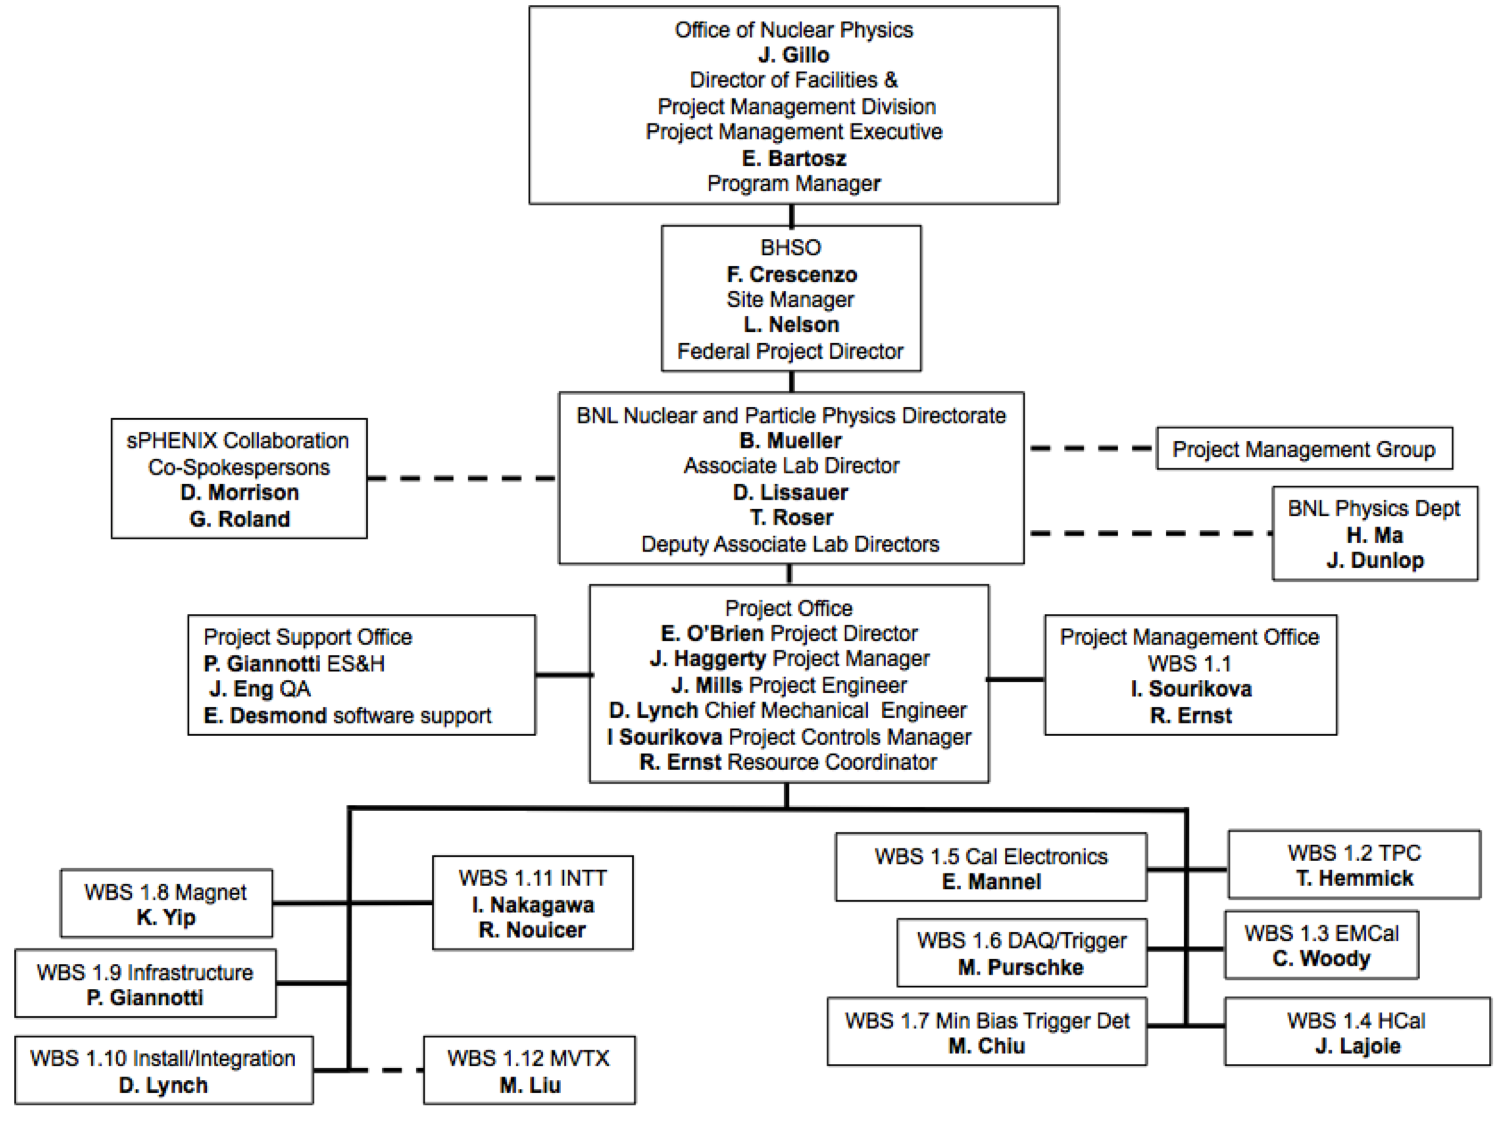 Office of Nuclear Physics
J. Gillo
Director of Facilities &
Project Management Division
Project Management Executive
E. Bartosz
Program Manager
BHSO
F. Crescenzo
Site Manager
L. Nelson
Federal Project Director
BNL Nuclear and Particle Physics Directorate
B. Mueller
Associate Lab Director
D. Lissauer
T. Roser
Deputy Associate Lab Directors
sPHENIX Collaboration
Co-Spokespersons
D. Morrison
G. Roland
Project Management Group
BNL Physics Dept
H. Ma
J. Dunlop
Project Support Office
P. Giannotti ES&H
J. Eng QA
E. Desmond software support
Project Office
E. O'Brien Project Director
J. Haggerty Project Manager
J. Mills Project Engineer
D. Lynch Chief Mechanical Engineer
I Sourikova Project Controls Manager
R. Ernst Resource Coordinator
Project Management Office
WBS 1.1
I. Sourikova
R. Ernst
WBS 1.8 Magnet
K. Yip
WBS 1.11 INTT
I. Nakagawa
R. Nouicer
WBS 1.9 Infrastructure
P. Giannotti
WBS 1.10 Install/Integration
D. Lynch
WBS 1.12 MVTX
M. Liu
WBS 1.5 Cal Electronics
E. Mannel
WBS 1.2 TPC
T. Hemmick
WBS 1.6 DAQ/Trigger
M. Purschke
WBS 1.3 EMCal
C. Woody
WBS 1.7 Min Bias Trigger Det
M. Chiu
WBS 1.4 HCal
J. Lajoie